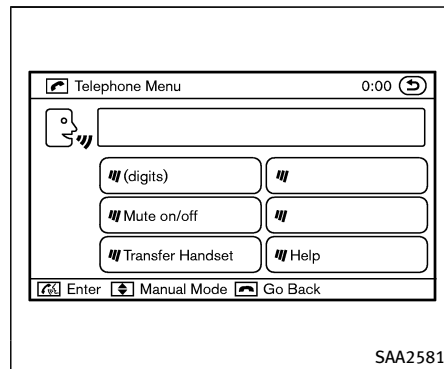 Telephone Menu 0:00
(digits)
Mute on/off
Transfer Handset Help
Enter Manual Mode Go Back
SAA2581